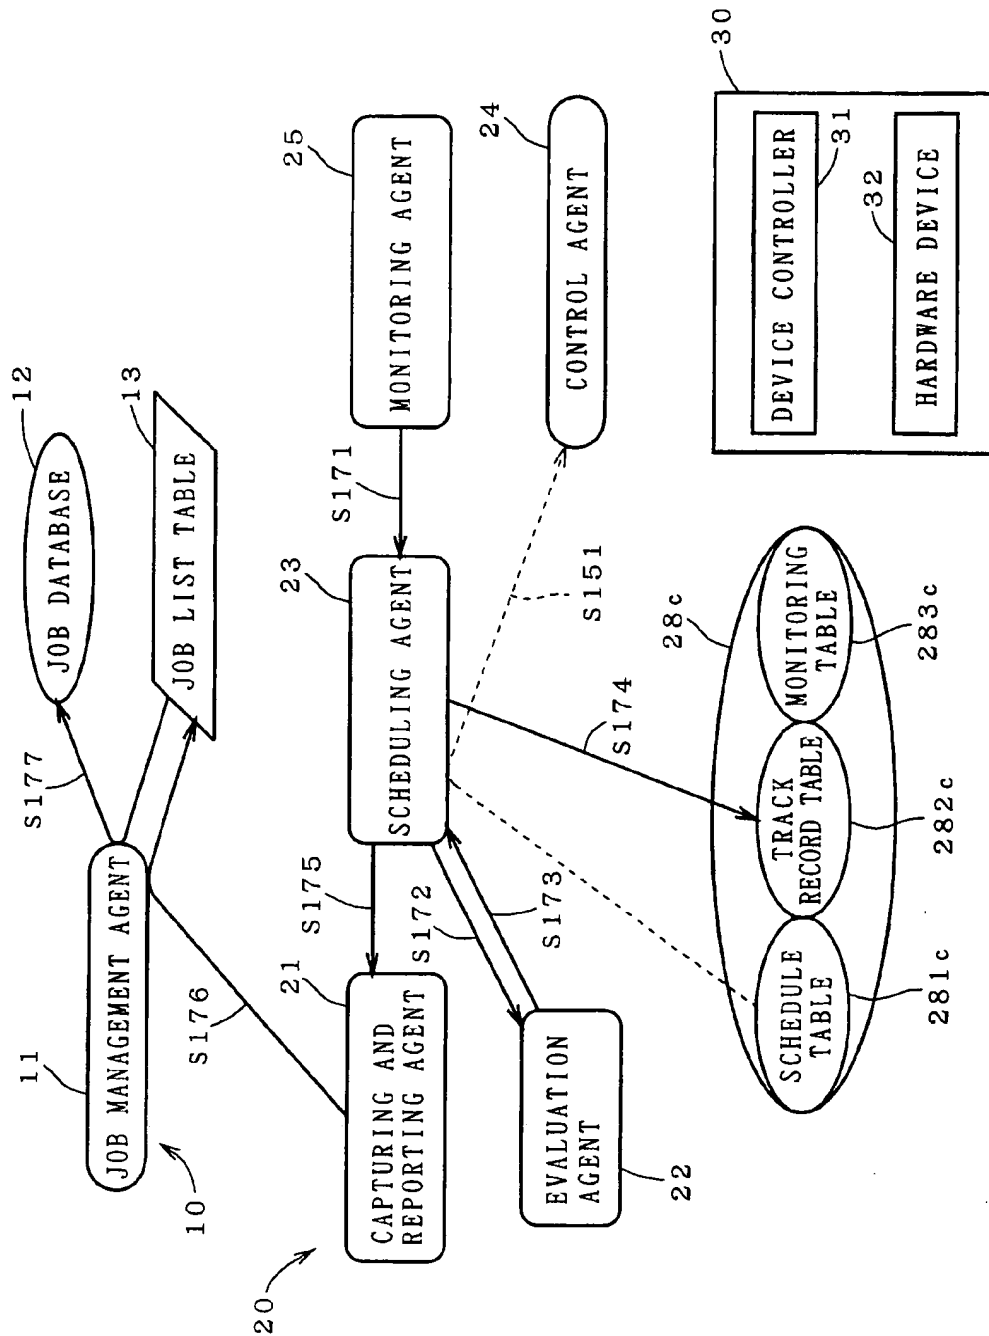 12
JOB DATABASE
13
JOB LIST TABLE
S177
11
JOB MANAGEMENT AGENT
10
S176
25
MONITORING AGENT
S171
23
SCHEDULING AGENT
S175
21
CAPTURING AND
REPORTING AGENT
20
24
CONTROL AGENT
S151
S172
S173
EVALUATION
AGENT
22
S174
28c
MONITORING
TABLE
283c
TRACK
RECORD TABLE
282c
SCHEDULE
TABLE
281c
30
DEVICE CONTROLLER
31
32
HARDWARE DEVICE